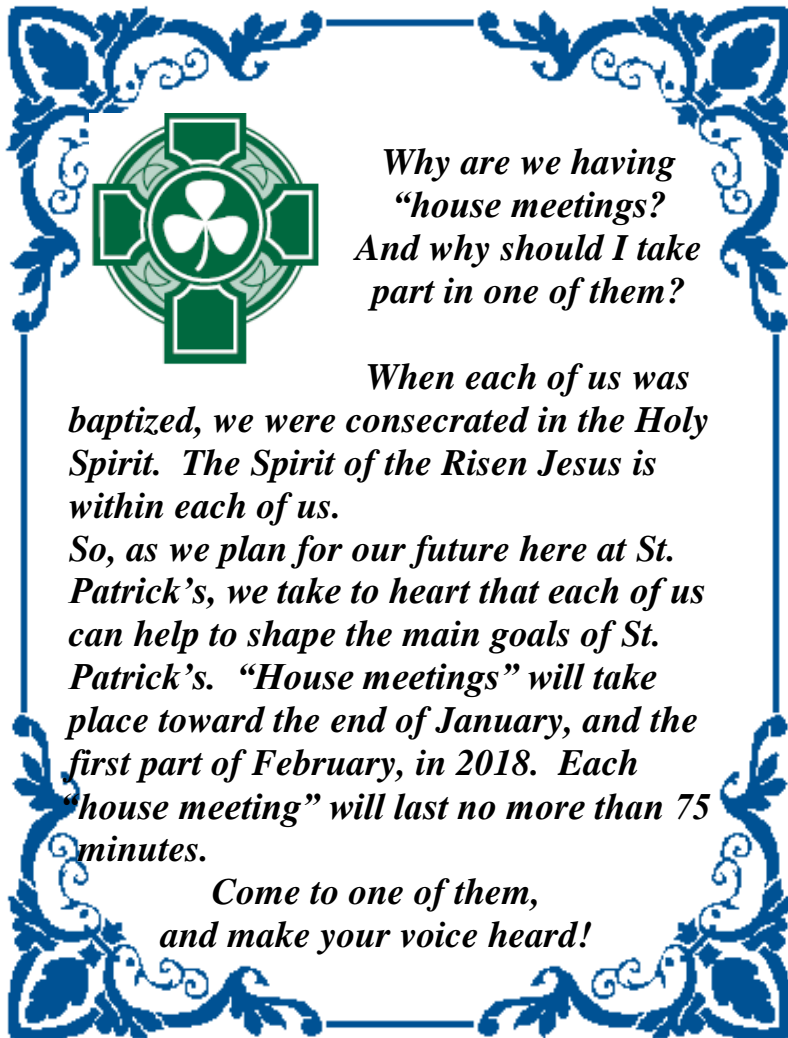 Why are we having
“house meetings?
And why should I take
part in one of them?
When each of us was
baptized, we were consecrated in the Holy
Spirit.  The Spirit of the Risen Jesus is
within each of us.
So, as we plan for our future here at St.
Patrick’s, we take to heart that each of us
can help to shape the main goals of St.
Patrick’s.  “House meetings” will take
place toward the end of January, and the
first part of February, in 2018.  Each
“house meeting” will last no more than 75
minutes.
Come to one of them,
and make your voice heard!